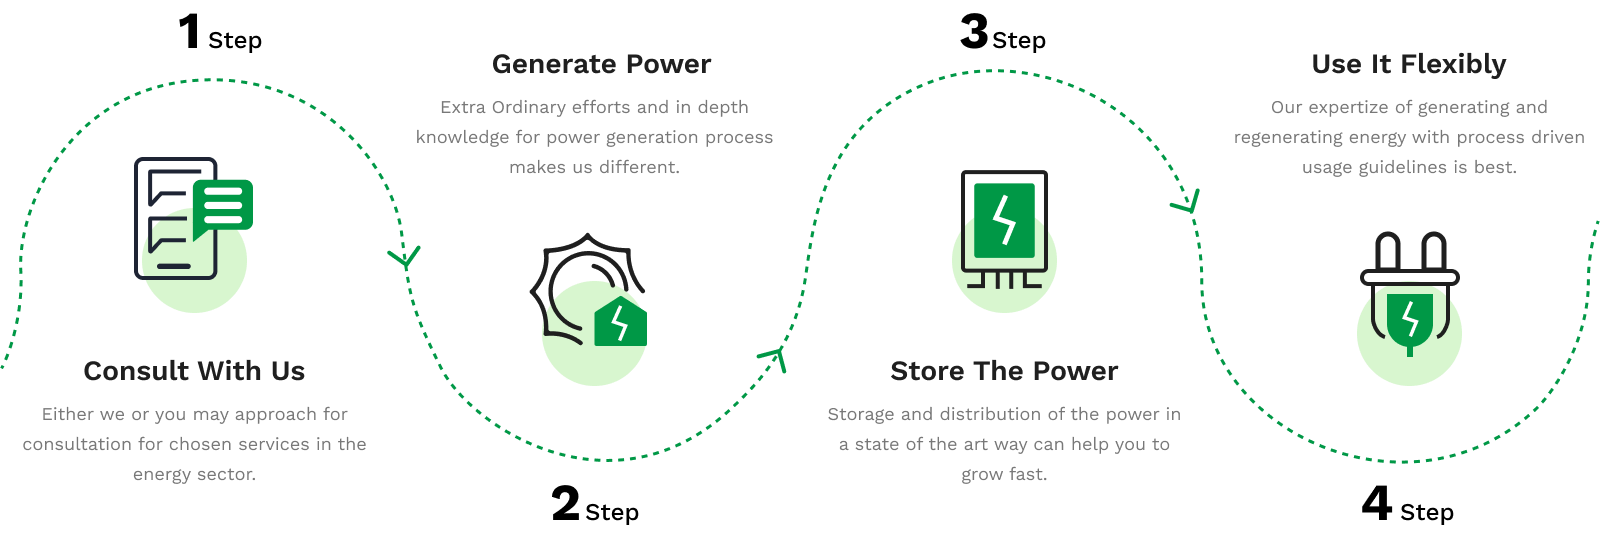 1 Step
Consult With Us
Either we or you may approach for
consultation for chosen services in the
energy sector.
Generate Power
Extra Ordinary efforts and in depth
knowledge for power generation process
makes us different.
2 Step
3 Step
Store The Power
Storage and distribution of the power in
a state of the art way can help you to
grow fast.
Use It Flexibly
Our expertize of generating and
regenerating energy with process driven
usage guidelines is best.
4 Step